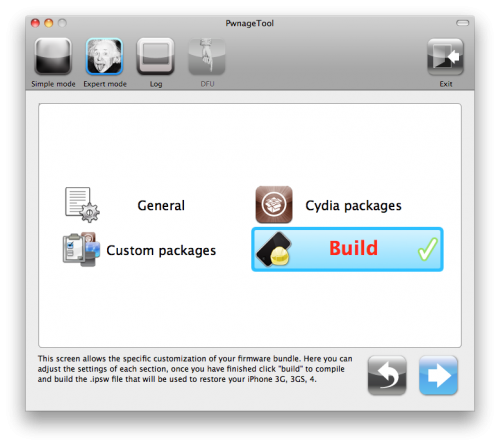 PwnageTool
Simple mode
Expert mode
Log
DFU
Exit
General
Cydia packages
Custom packages
Build
This screen allows the specific customization of your firmware bundle. Here you can
adjust the settings of each section, once you have finished click "build" to compile
and build the .ipsw file that will be used to restore your iPhone 3G, 3GS, 4.